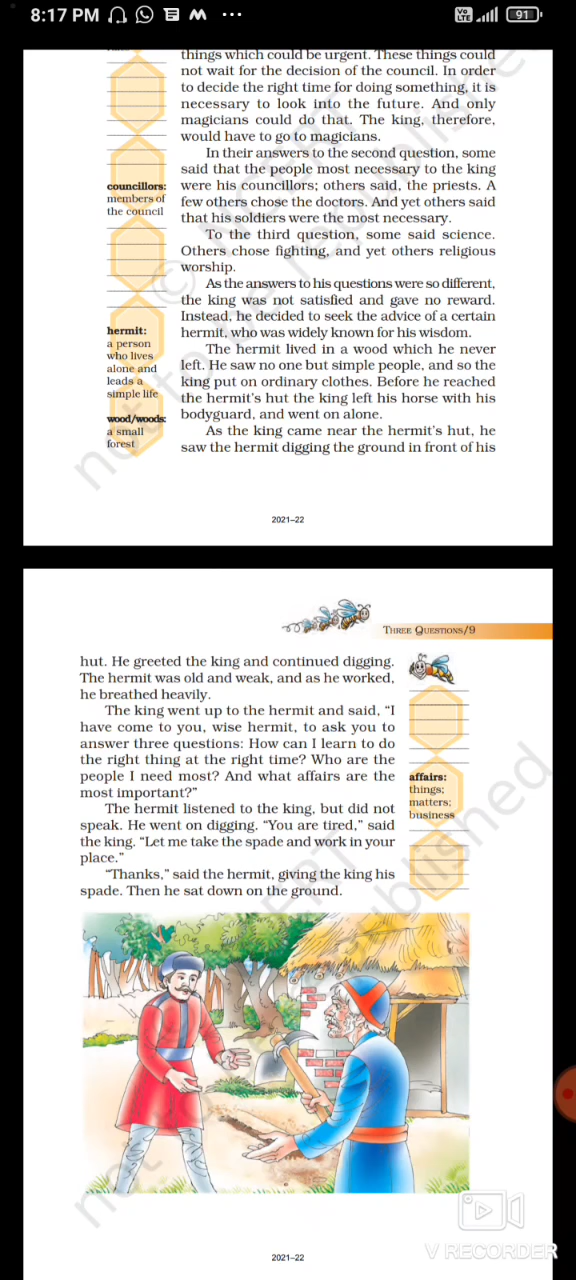 8:17 PM
Vo
LTE
91
things which could be urgent. These things could
not wait for the decision of the council. In order
to decide the right time for doing something, it is
necessary to look into the future. And only
magicians could do that. The king, therefore,
would have to go to magicians.
In their answers to the second question, some
said that the people most necessary to the king
were his councillors; others said, the priests. A
few others chose the doctors. And yet others said
that his soldiers were the most necessary.
To the third question, some said science.
Others chose fighting, and yet others religious
worship.
As the answers to his questions were so different,
the king was not satisfied and gave no reward.
Instead, he decided to seek the advice of a certain
hermit, who was widely known for his wisdom.
The hermit lived in a wood which he never
left. He saw no one but simple people, and so the
king put on ordinary clothes. Before he reached
the hermit's hut the king left his horse with his
bodyguard, and went on alone.
As the king came near the hermit's hut, he
saw the hermit digging the ground in front of his
councillors:
members of
the council
hermit:
a person
who lives
alone and
leads a
simple life
wood/woods:
a small
forest
© NCERT
not to be republished
2021–22
THREE QUESTIONS/9
hut. He greeted the king and continued digging.
The hermit was old and weak, and as he worked,
he breathed heavily.
The king went up to the hermit and said, “I
have come to you, wise hermit, to ask you to
answer three questions: How can I learn to do
the right thing at the right time? Who are the
people I need most? And what affairs are the
most important?”
The hermit listened to the king, but did not
speak. He went on digging. “You are tired,” said
the king. “Let me take the spade and work in your
place.”
“Thanks,” said the hermit, giving the king his
spade. Then he sat down on the ground.
affairs:
things;
matters;
business
2021–22
V RECORDER